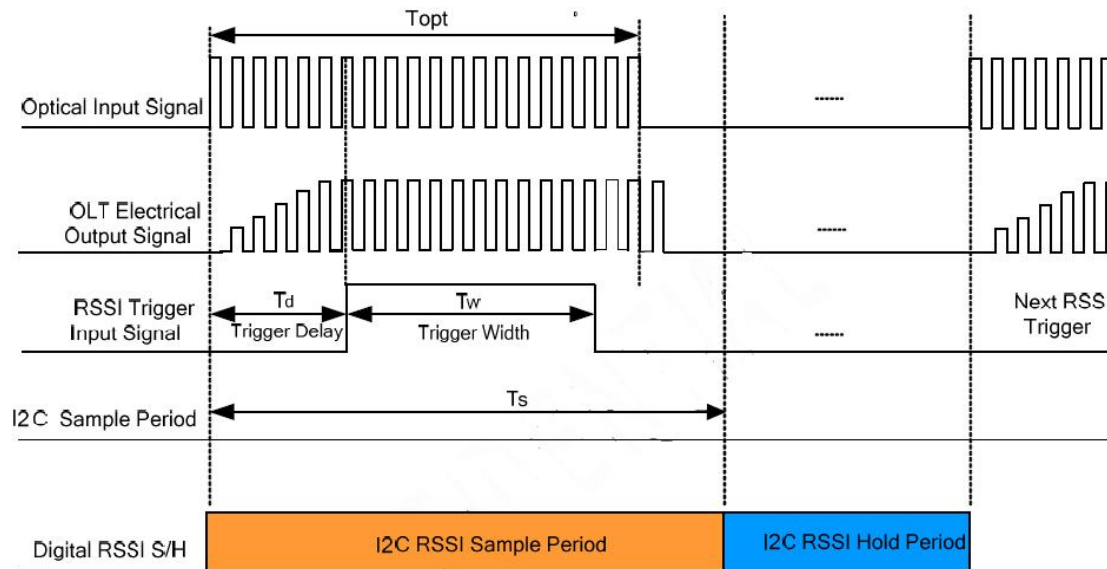 Topt
Optical Input Signal
......
OLT Electrical
Output Signal
......
RSSI Trigger
Input Signal
Td
Trigger Delay
Tw
Trigger Width
......
Next RSS
Trigger
I2C Sample Period
Ts
Digital RSSI S/H
I2C RSSI Sample Period
I2C RSSI Hold Period